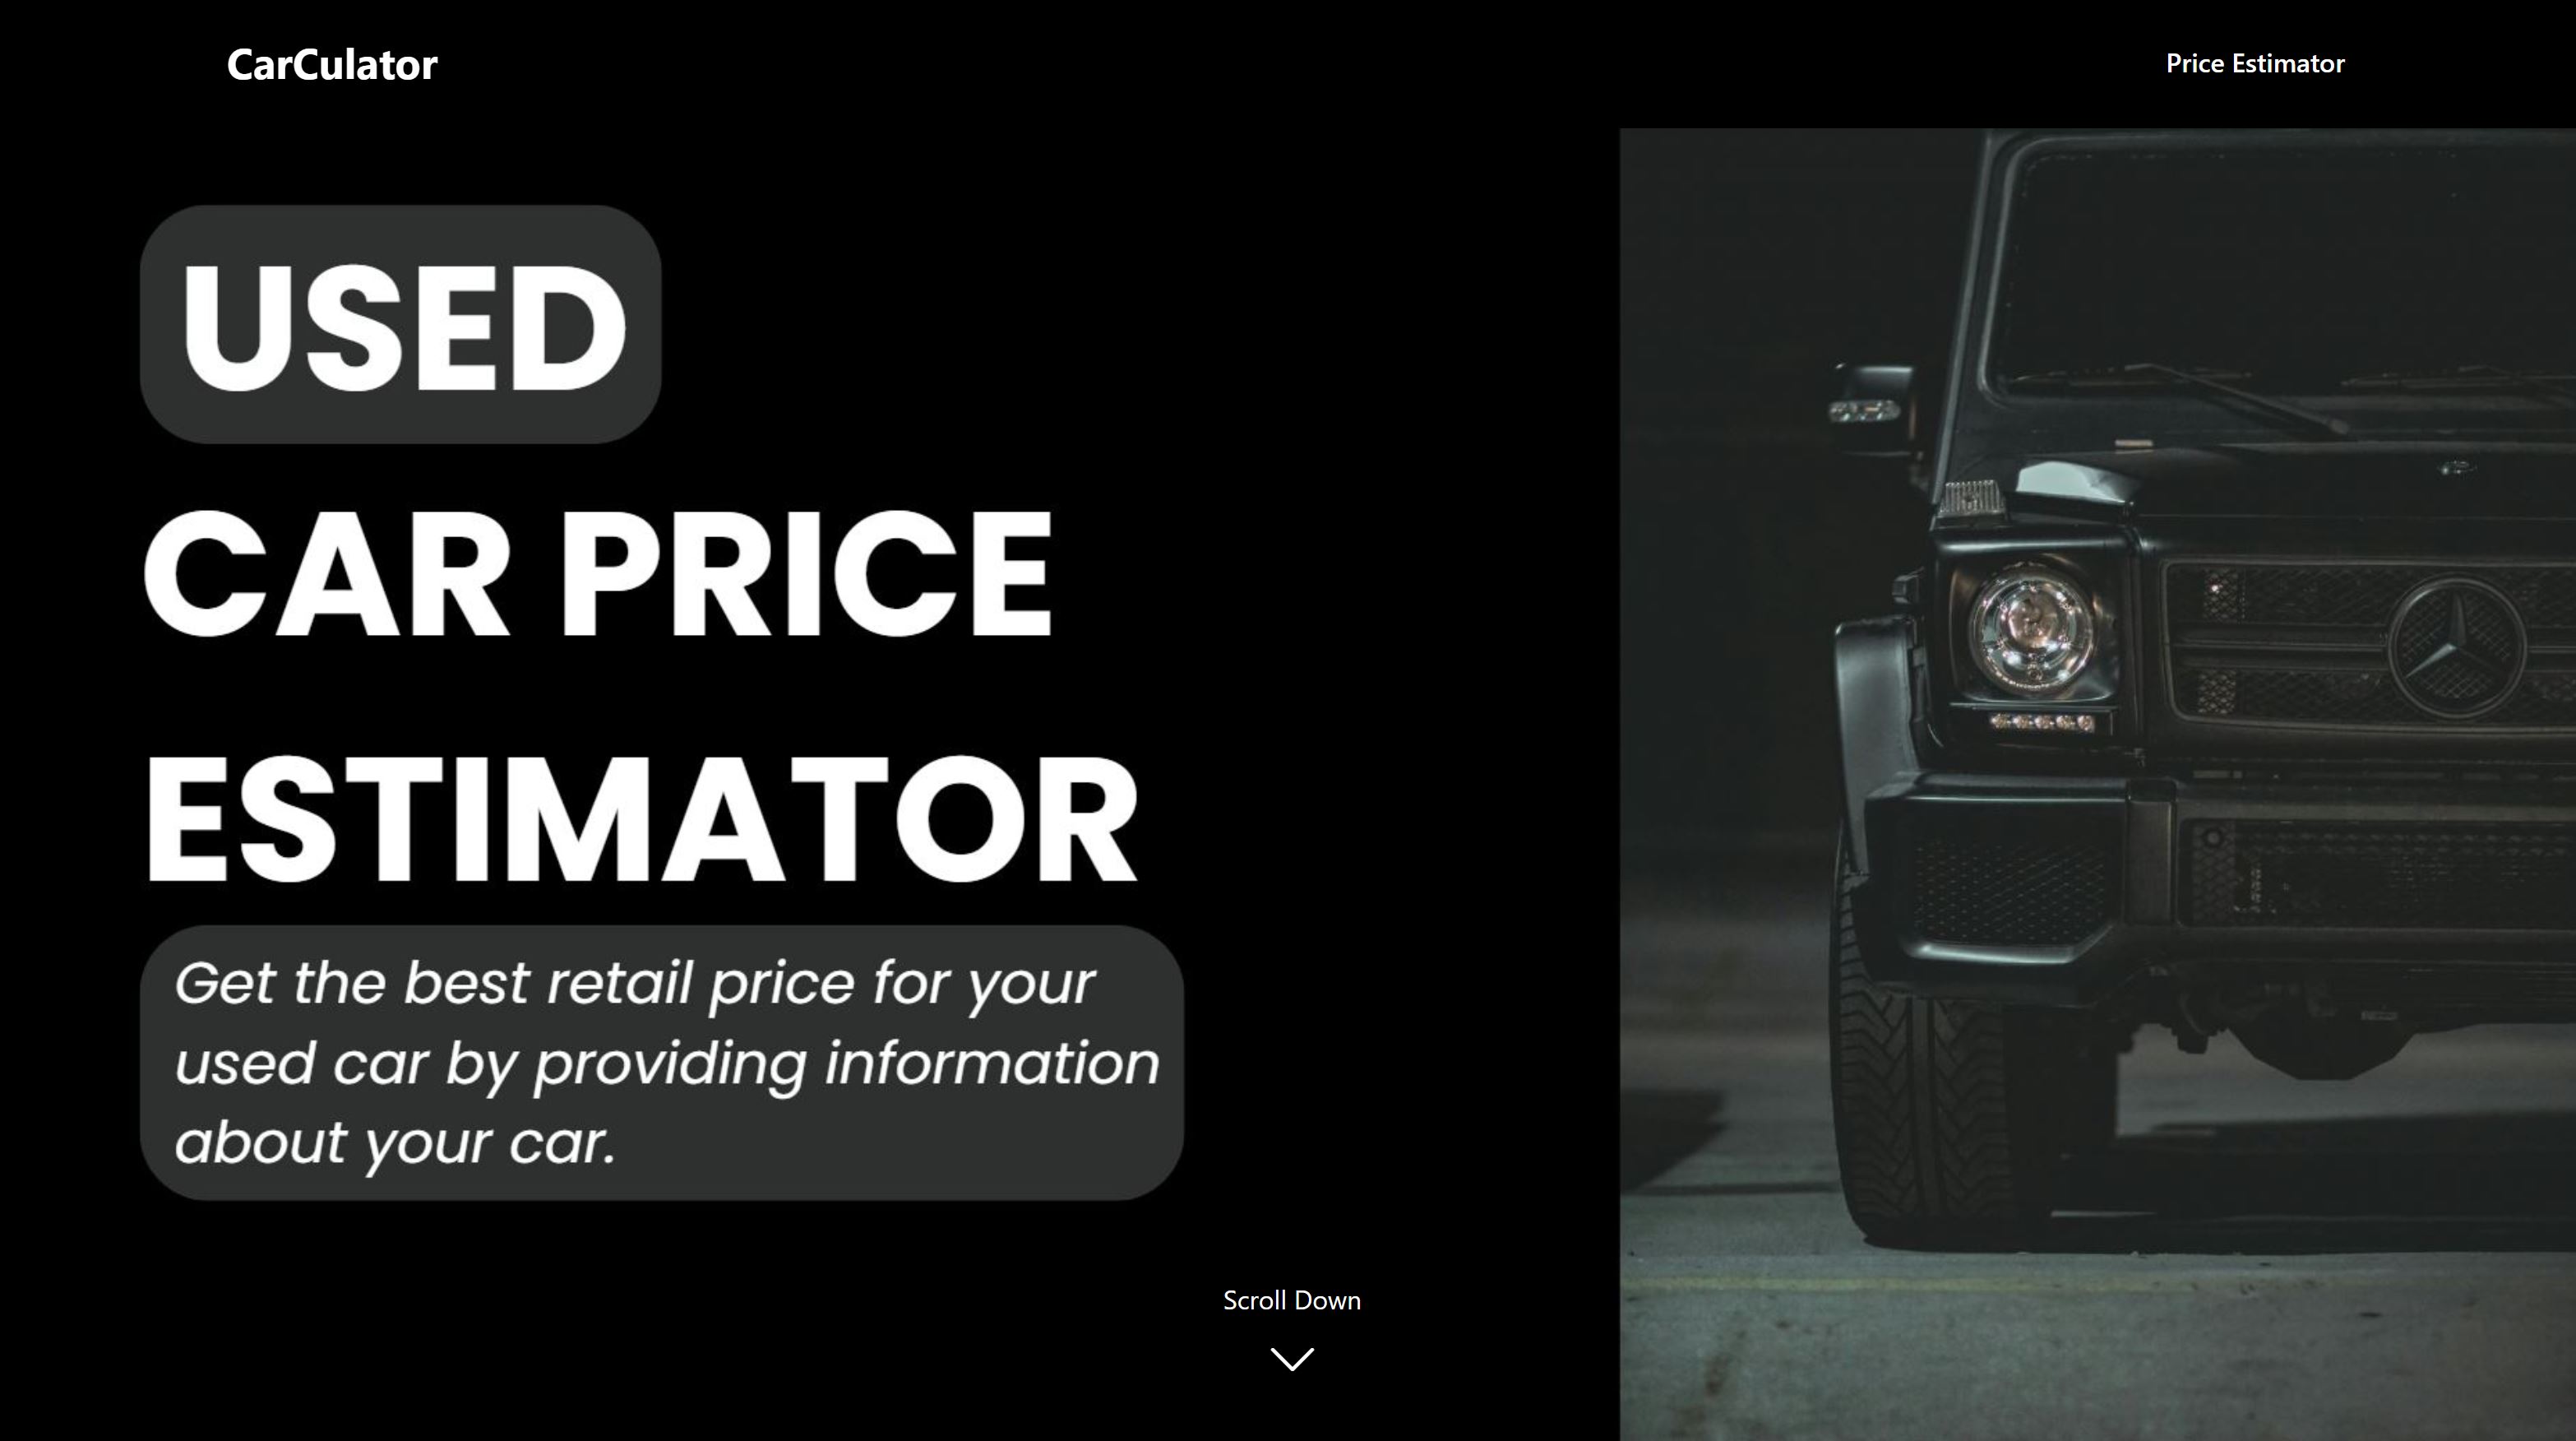 CarCulator
Price Estimator
USED
CAR PRICE
ESTIMATOR
Get the best retail price for your
used car by providing information
about your car.
Scroll Down